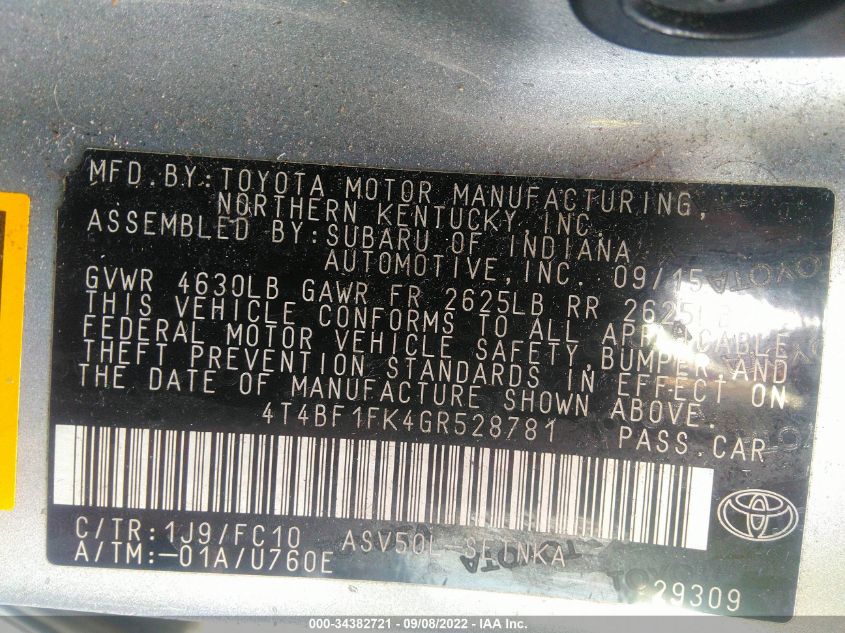 MFD.BY:TOYOTA MOTOR MANUFACTURING,
NORTHERN KENTUCKY,INC.
ASSEMBLED BY:SUBARU OF INDIANA
AUTOMOTIVE,INC. 09/15
GVWR 4630LB GAWR FR 2625LB RR 2625LB
THIS VEHICLE CONFORMS TO ALL APPLICABLE
FEDERAL MOTOR VEHICLE SAFETY,BUMPER,AND
THEFT PREVENTION STANDARDS IN EFFECT ON
THE DATE OF MANUFACTURE SHOWN ABOVE.
4T4BF1FK4GR528781 PASS.CAR
C/TR:1J9/FC10 ASV50L-SETNKA
A/TM:-01A/U760E
29309
TOYOTA
TOYOTA
000-34382721 - 09/08/2022 - IAA Inc.